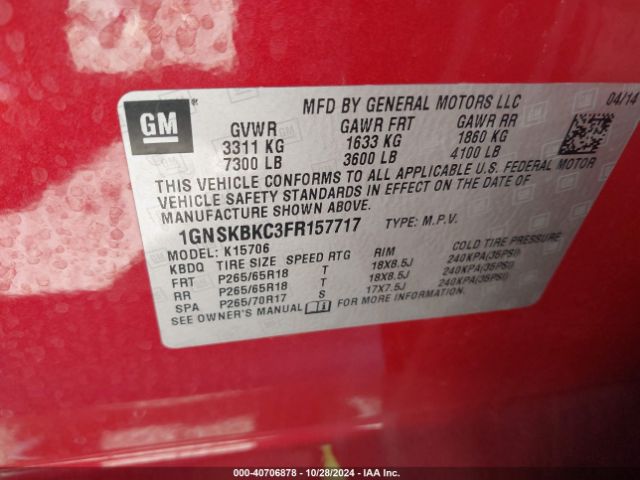 GM
MFD BY GENERAL MOTORS LLC 04/14
GVWR GAWR FRT GAWR RR
3311 KG 1633 KG 1860 KG
7300 LB 3600 LB 4100 LB
THIS VEHICLE CONFORMS TO ALL APPLICABLE U.S. FEDERAL MOTOR
VEHICLE SAFETY STANDARDS IN EFFECT ON THE DATE OF
MANUFACTURE SHOWN ABOVE.
1GNSKBKC3FR157717 TYPE: M.P.V.
MODEL: K15706
KBDQ TIRE SIZE SPEED RTG RIM COLD TIRE PRESSURE
FRT P265/65R18 T 18X8.5J 240KPA(35PSI)
RR P265/65R18 T 18X8.5J 240KPA(35PSI)
SPA P265/70R17 S 17X7.5J 240KPA(35PSI)
SEE OWNER'S MANUAL FOR MORE INFORMATION.
000-40706878 - 10/28/2024 - IAA Inc.